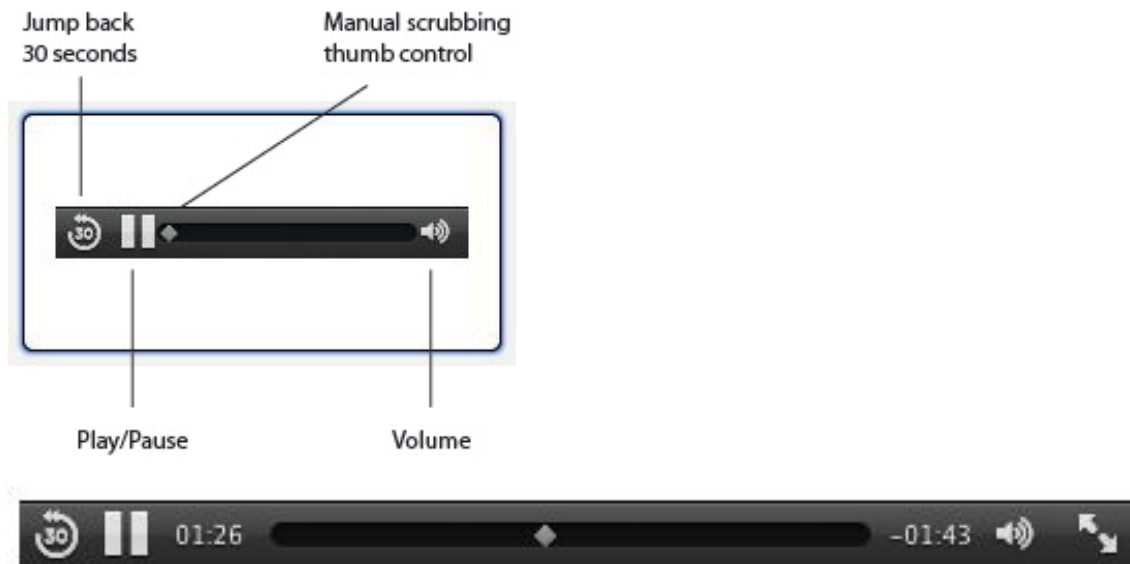 Jump back
30 seconds
Manual scrubbing
thumb control
30
Play/Pause
Volume
30
01:26
-01:43